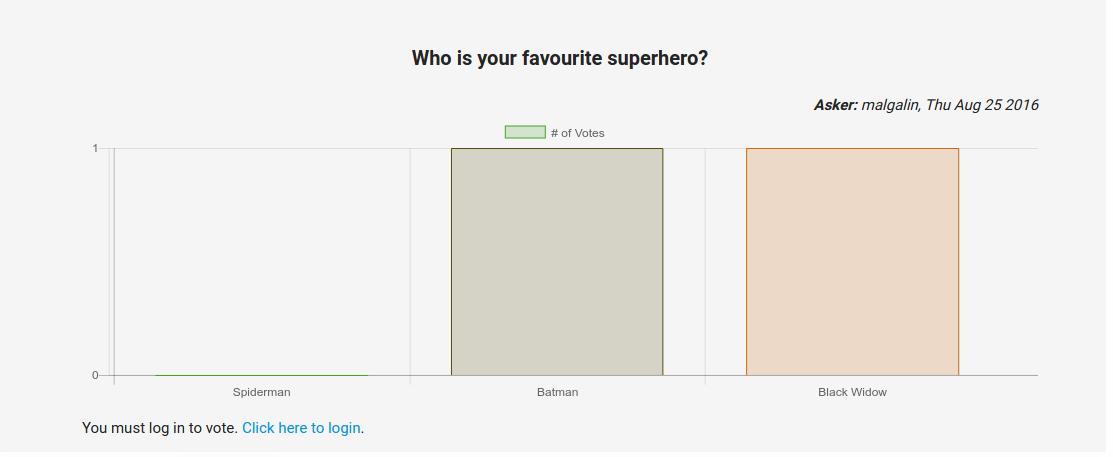 Who is your favourite superhero?
Asker: malgalin, Thu Aug 25 2016
# of Votes
1
0
Spiderman Batman Black Widow
You must log in to vote. Click here to login.